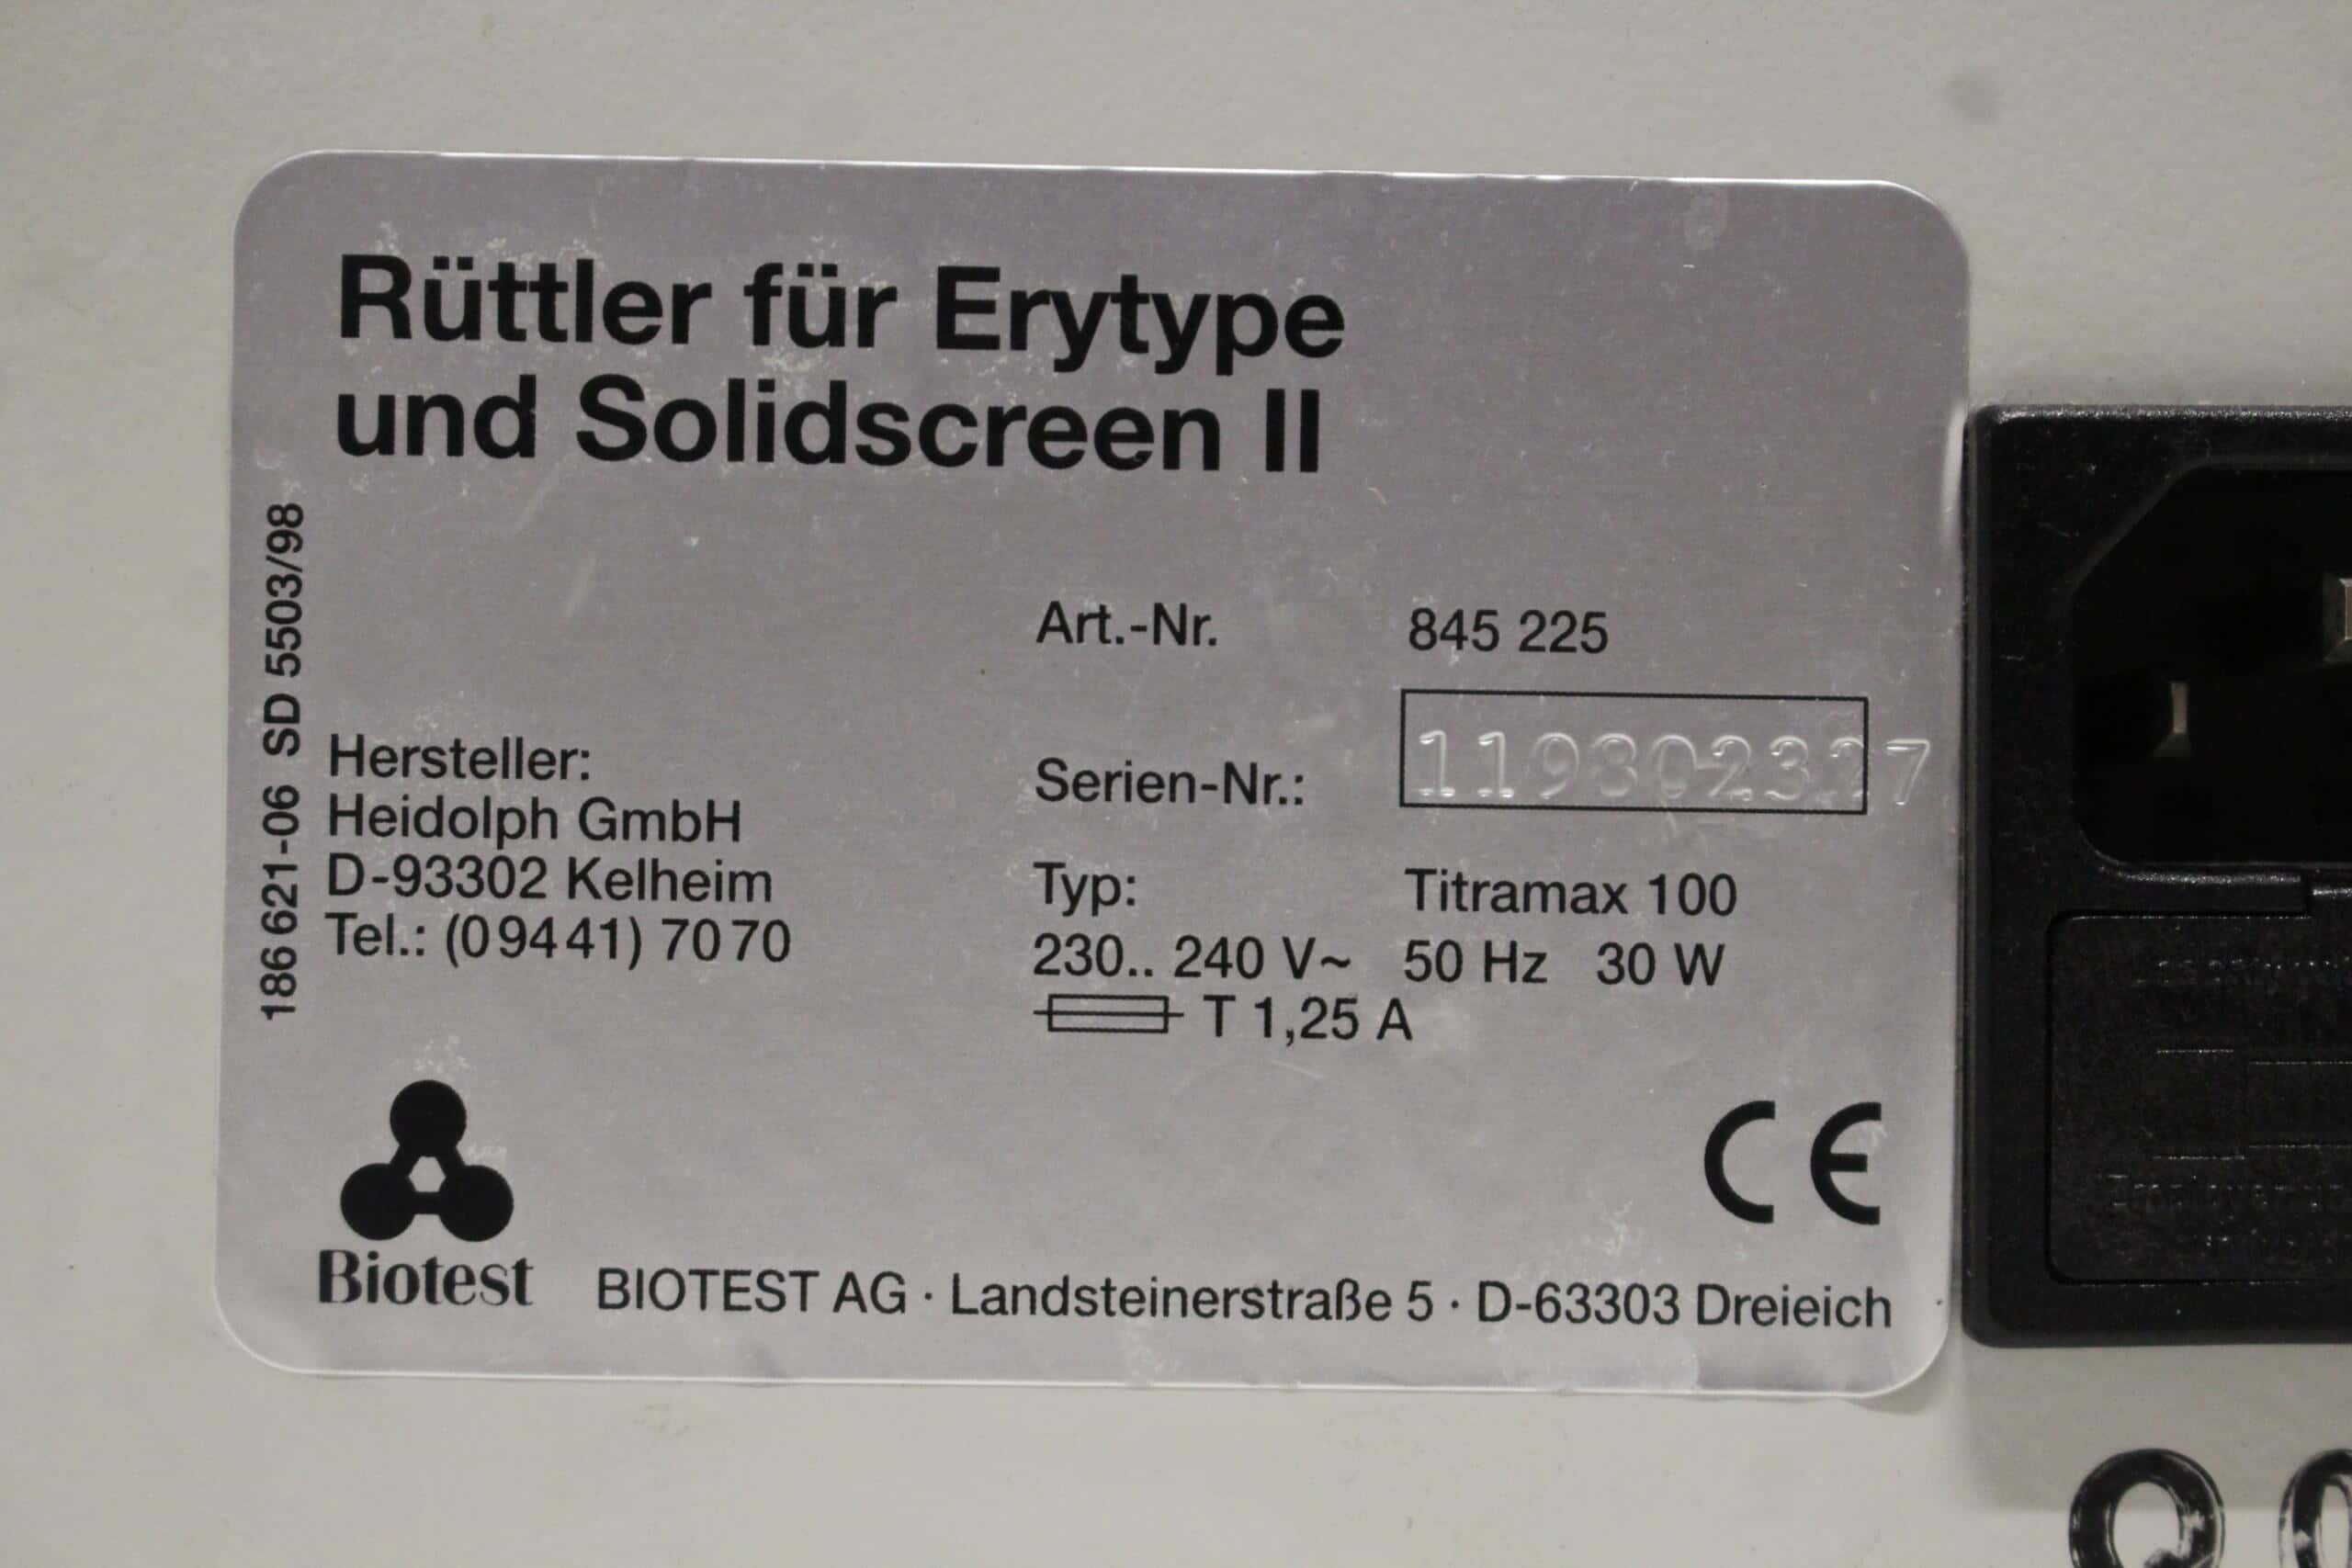 Rüttler für Erytype
und Solidscreen II
186 621-06 SD 5503/98
Art.-Nr. 845 225
Serien-Nr.:
Hersteller:
Heidolph GmbH
D-93302 Kelheim
Tel.: (09441) 7070
Typ: Titramax 100
230.. 240 V~ 50 Hz 30 W
T 1,25 A
CE
Biotest
BIOTEST AG · Landsteinerstraße 5 · D-63303 Dreieich